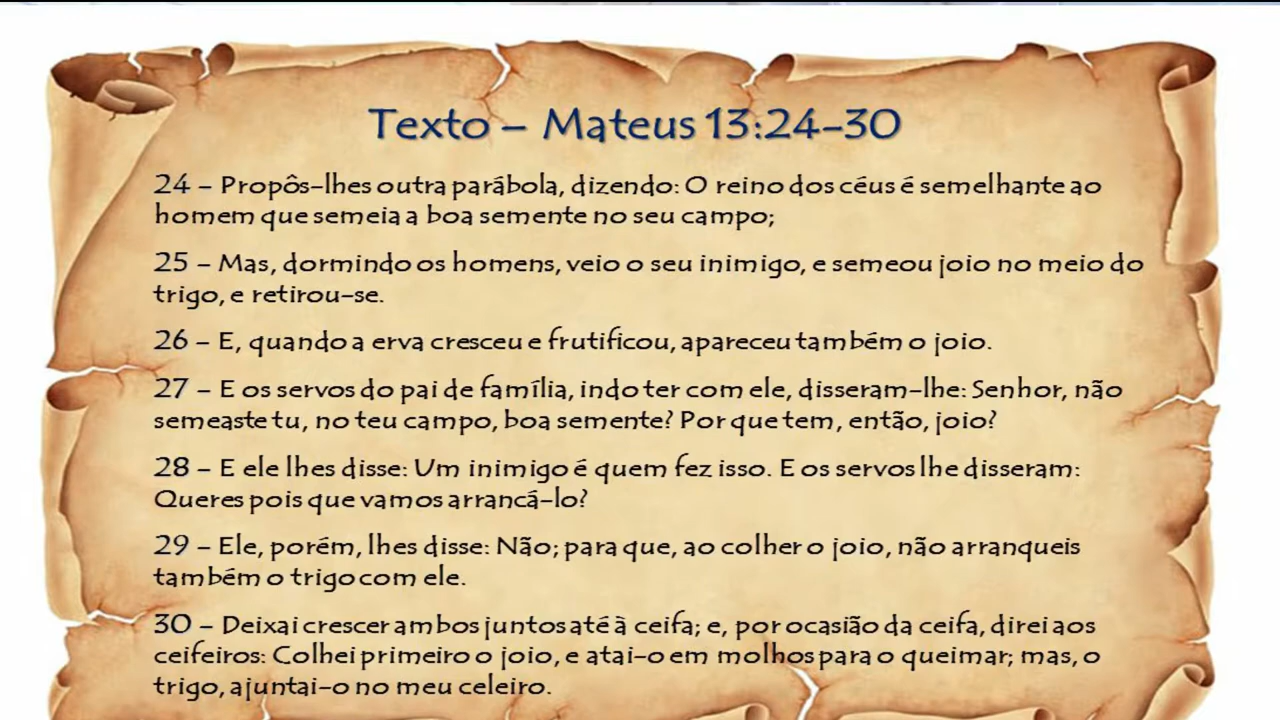 Texto – Mateus 13:24-30
24 – Propôs-lhes outra parábola, dizendo: O reino dos céus é semelhante ao
homem que semeia a boa semente no seu campo;
25 – Mas, dormindo os homens, veio o seu inimigo, e semeou joio no meio do
trigo, e retirou-se.
26 – E, quando a erva cresceu e frutificou, apareceu também o joio.
27 – E os servos do pai de família, indo ter com ele, disseram-lhe: Senhor, não
semeaste tu, no teu campo, boa semente? Por que tem, então, joio?
28 – E ele lhes disse: Um inimigo é quem fez isso. E os servos lhe disseram:
Queres pois que vamos arrancá-lo?
29 – Ele, porém, lhes disse: Não; para que, ao colher o joio, não arranqueis
também o trigo com ele.
30 – Deixai crescer ambos juntos até à ceifa; e, por ocasião da ceifa, direi aos
ceifeiros: Colhei primeiro o joio, e atai-o em molhos para o queimar; mas, o
trigo, ajuntai-o no meu celeiro.